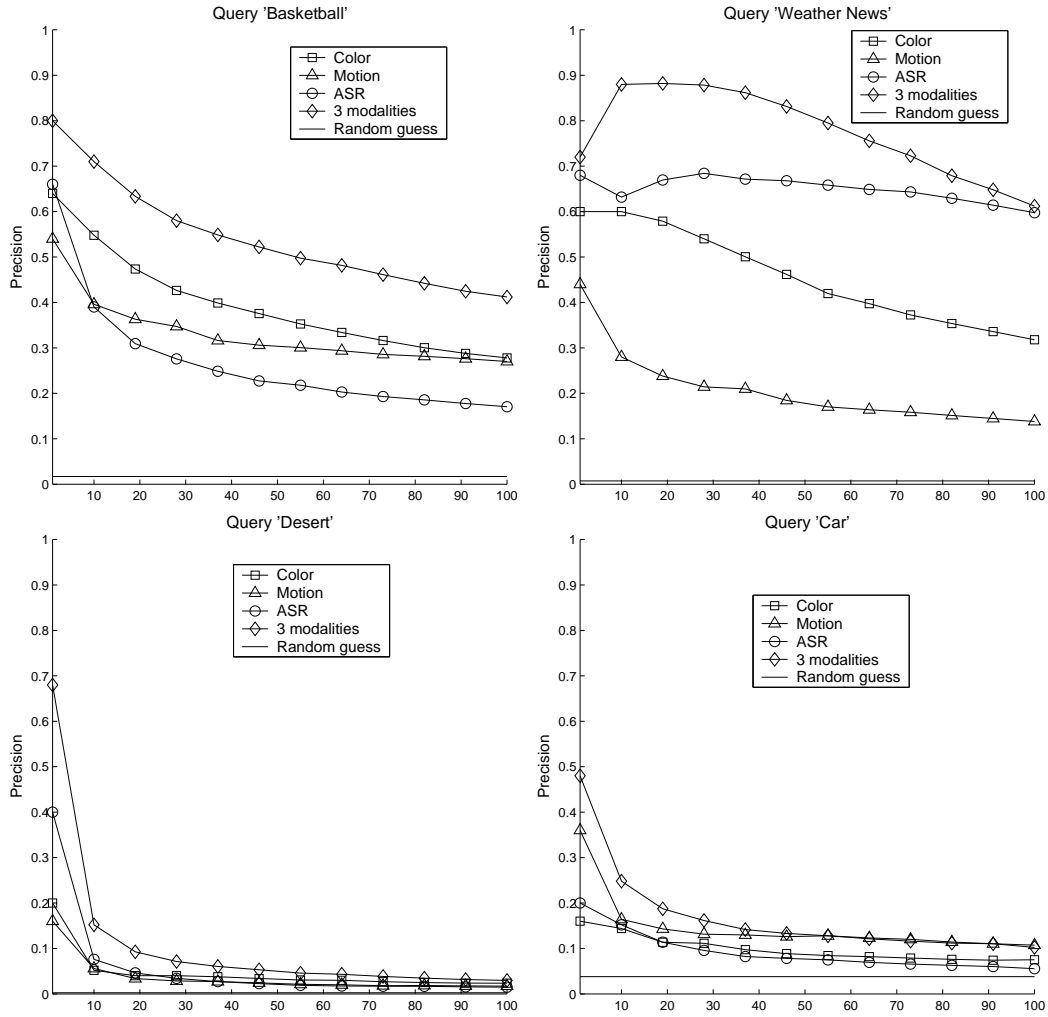 Query 'Basketball'
Precision
1
0.9
0.8
0.7
0.6
0.5
0.4
0.3
0.2
0.1
0
10 20 30 40 50 60 70 80 90 100
Color
Motion
ASR
3 modalities
Random guess
Query 'Weather News'
Precision
1
0.9
0.8
0.7
0.6
0.5
0.4
0.3
0.2
0.1
0
10 20 30 40 50 60 70 80 90 100
Color
Motion
ASR
3 modalities
Random guess
Query 'Desert'
Precision
1
0.9
0.8
0.7
0.6
0.5
0.4
0.3
0.2
0.1
0
10 20 30 40 50 60 70 80 90 100
Color
Motion
ASR
3 modalities
Random guess
Query 'Car'
Precision
1
0.9
0.8
0.7
0.6
0.5
0.4
0.3
0.2
0.1
0
10 20 30 40 50 60 70 80 90 100
Color
Motion
ASR
3 modalities
Random guess